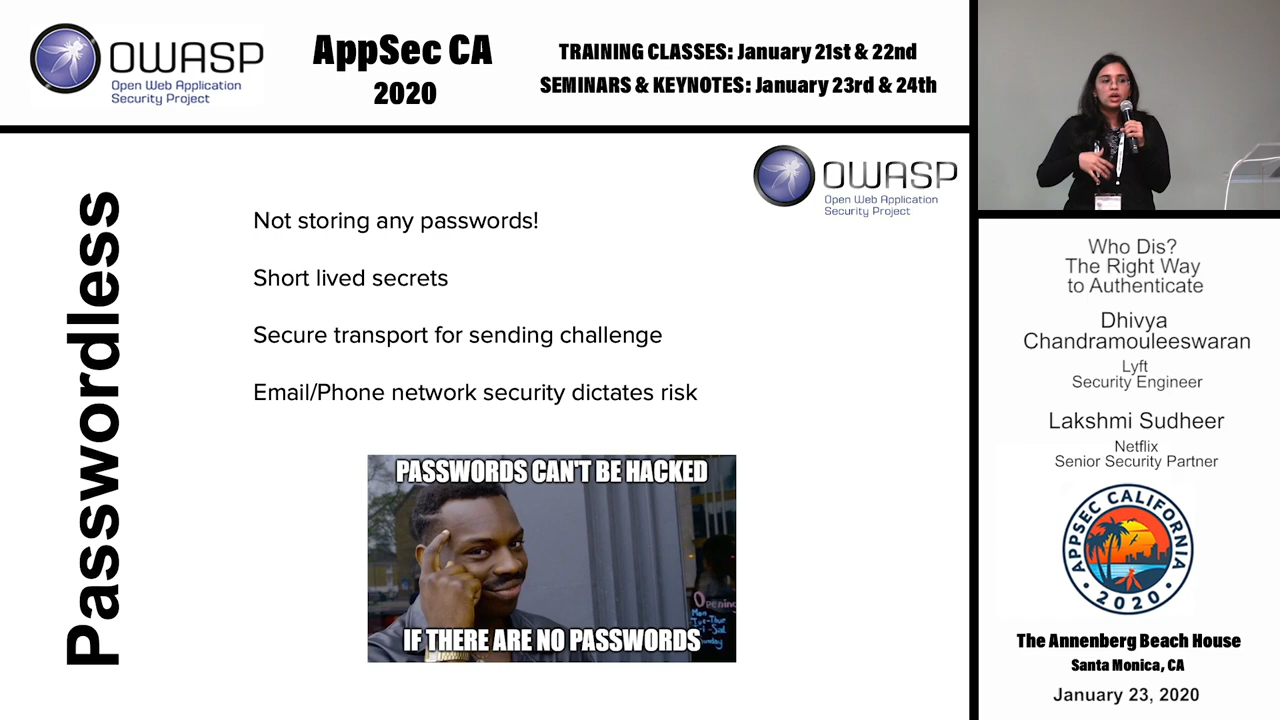 OWASP
Open Web Application
Security Project
AppSec CA
2020
TRAINING CLASSES: January 21st & 22nd
SEMINARS & KEYNOTES: January 23rd & 24th
OWASP
Open Web Application
Security Project
Passwordless
Not storing any passwords!
Short lived secrets
Secure transport for sending challenge
Email/Phone network security dictates risk
PASSWORDS CAN'T BE HACKED
Opening
IF THERE ARE NO PASSWORDS
Who Dis?
The Right Way
to Authenticate
Dhivya
Chandramouleeswaran
Lyft
Security Engineer
Lakshmi Sudheer
Netflix
Senior Security Partner
APPSEC CALIFORNIA
2020
The Annenberg Beach House
Santa Monica, CA
January 23, 2020